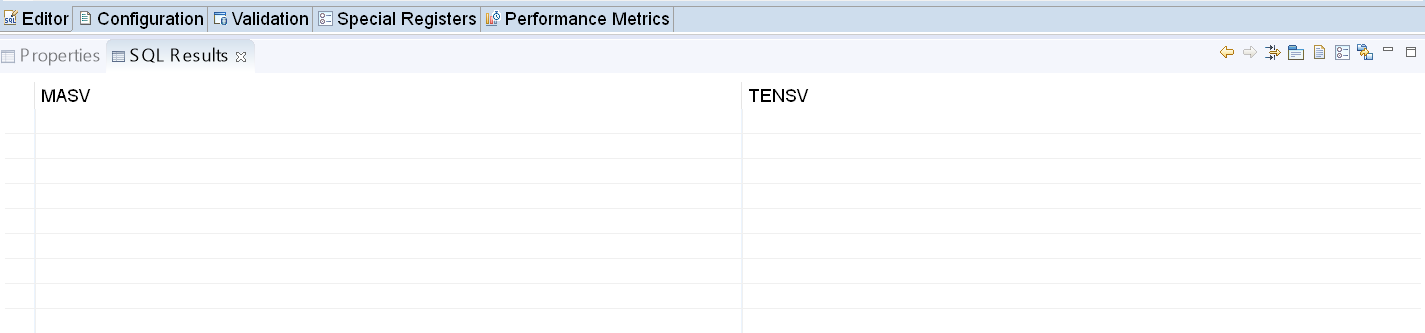 Editor Configuration Validation Special Registers Performance Metrics
Properties SQL Results
MASV TENSV